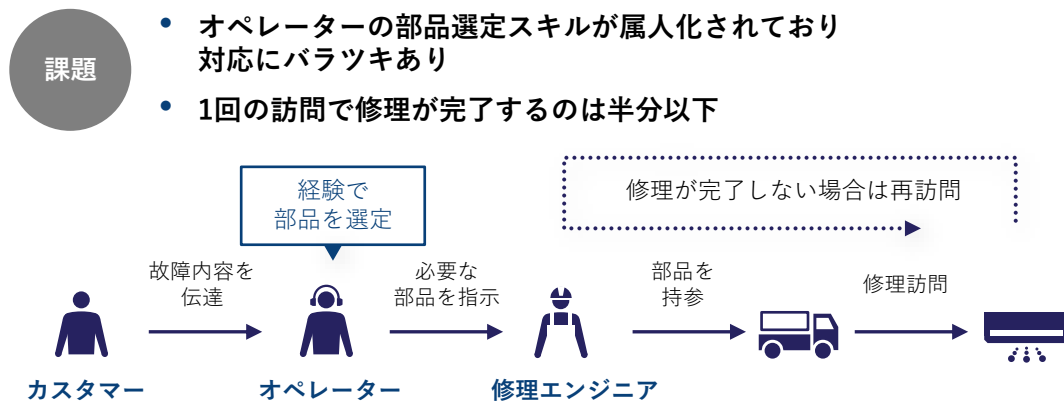 課題
• オペレーターの部品選定スキルが属人化されており
対応にバラツキあり
• 1回の訪問で修理が完了するのは半分以下
経験で
部品を選定
修理が完了しない場合は再訪問
故障内容を
伝達
必要な
部品を指示
部品を
持参
修理訪問
カスタマー
オペレーター
修理エンジニア